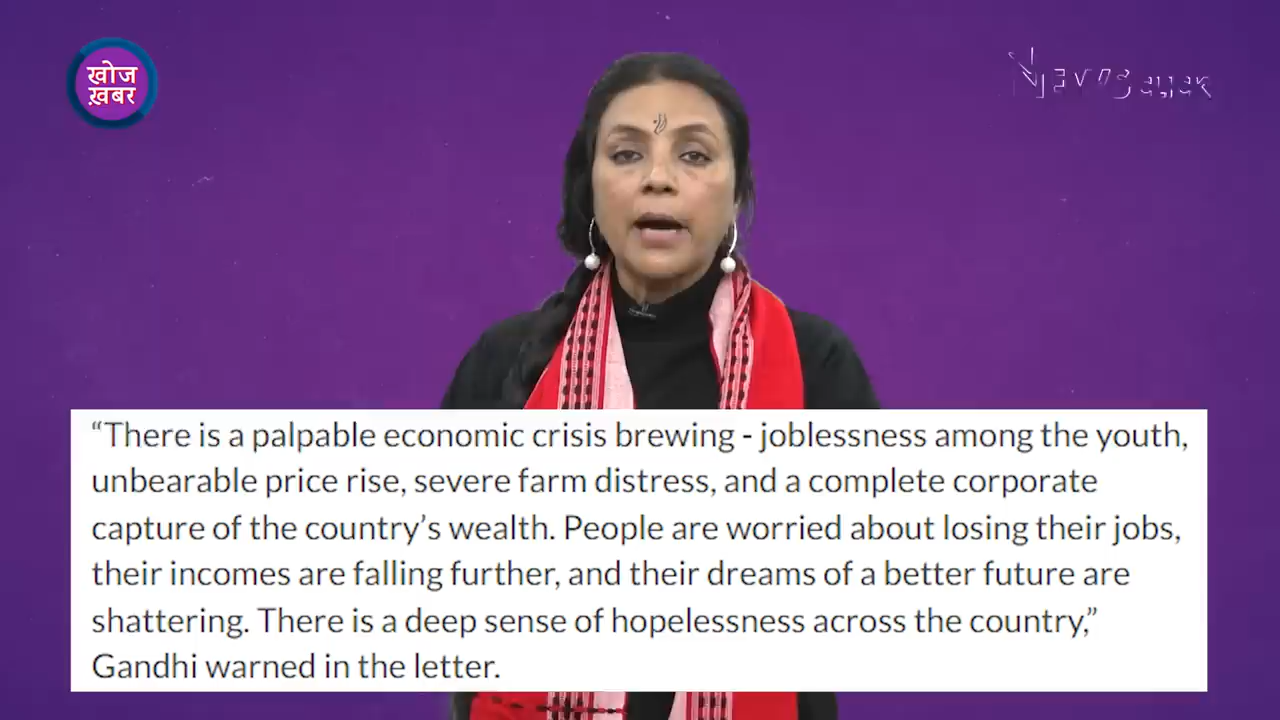 खोज
ख़बर
“There is a palpable economic crisis brewing - joblessness among the youth,
unbearable price rise, severe farm distress, and a complete corporate
capture of the country’s wealth. People are worried about losing their jobs,
their incomes are falling further, and their dreams of a better future are
shattering. There is a deep sense of hopelessness across the country,”
Gandhi warned in the letter.